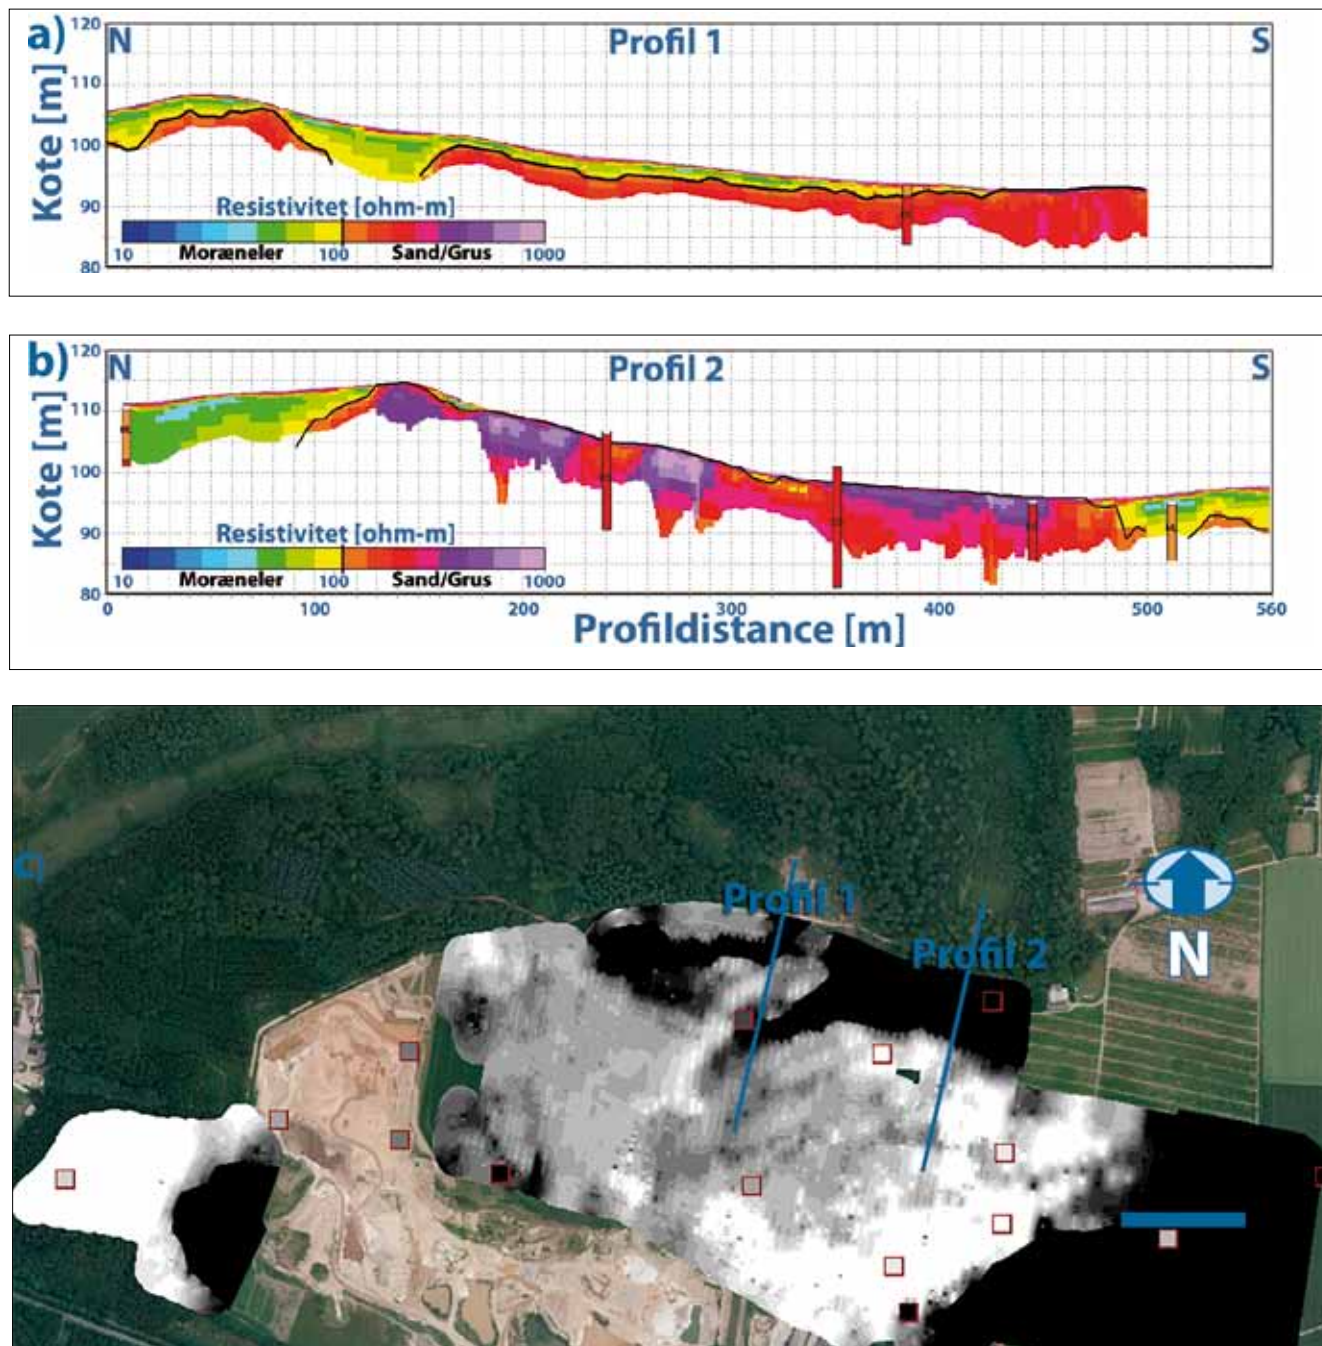 a)
N
Profil 1
S
Kote [m]
120
110
100
90
80
Resistivitet [ohm-m]
10
Moræneler
100
Sand/Grus
1000
b)
N
Profil 2
S
Kote [m]
120
110
100
90
80
Resistivitet [ohm-m]
10
Moræneler
100
Sand/Grus
1000
0
100
200
300
400
500
560
Profildistance [m]
c)
Profil 1
Profil 2
N